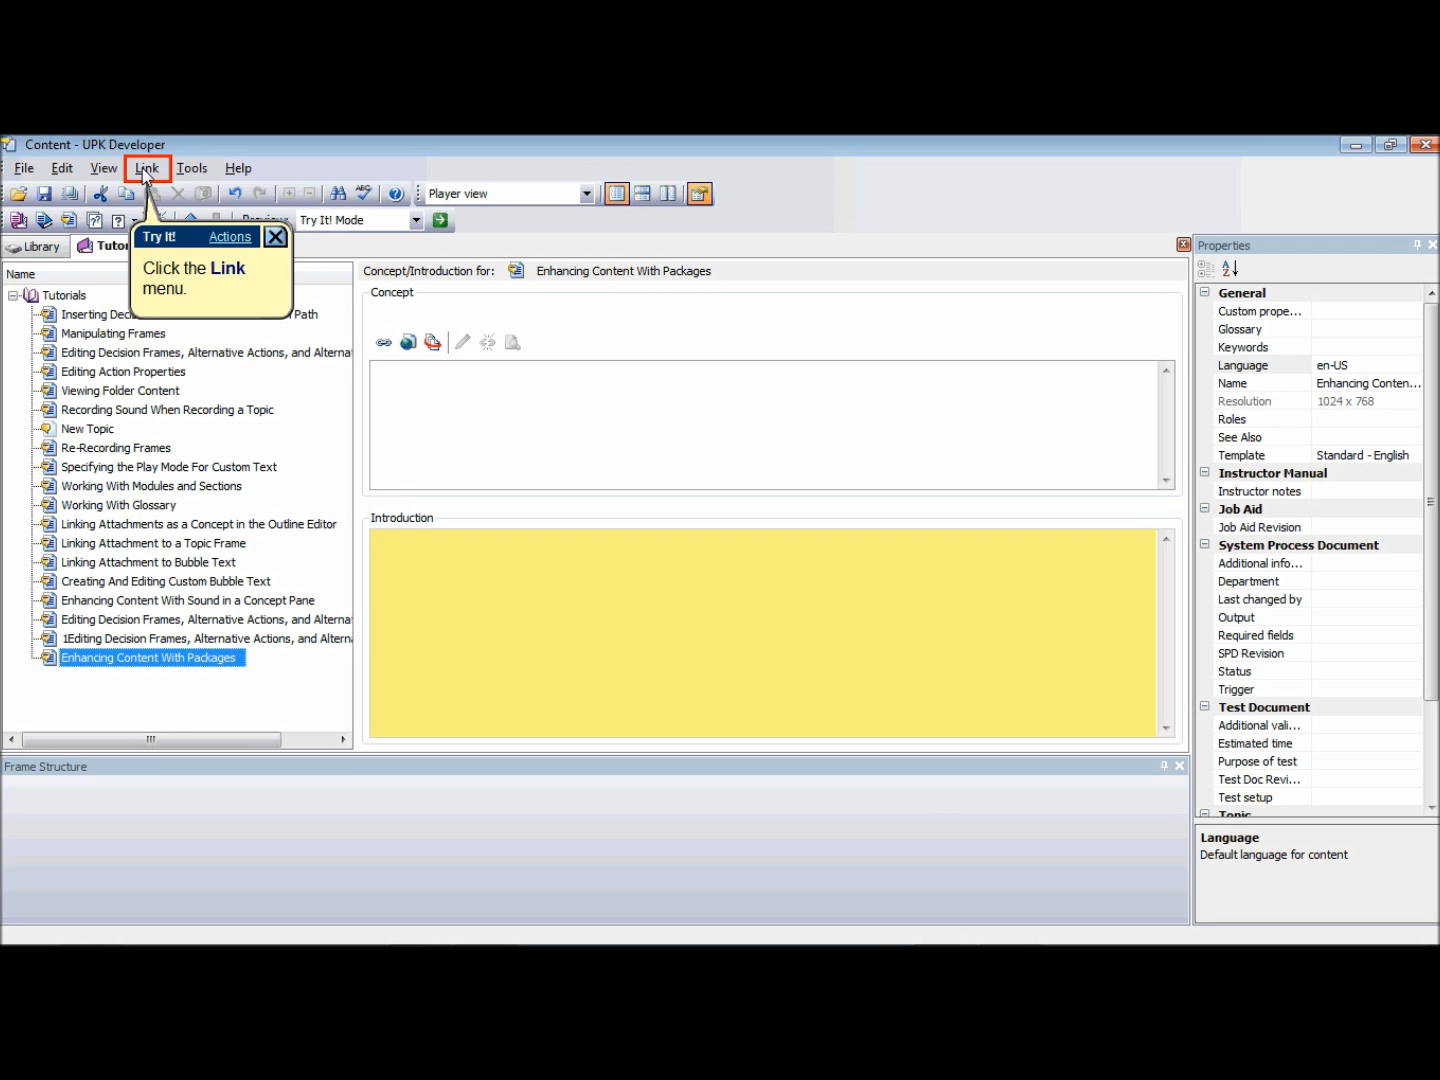 Content - UPK Developer
File Edit View Link Tools Help
Player view
Try It! Mode
Library
Try It! Actions
Click the Link
menu.
Name
Tutorials
Inserting Path
Manipulating Frames
Editing Decision Frames, Alternative Actions, and
Editing Action Properties
Viewing Folder Content
Recording Sound When Recording a Topic
New Topic
Re-Recording Frames
Specifying the Play Mode For Custom Text
Working With Modules and Sections
Working With Glossary
Linking Attachments as a Concept in the Outline Editor
Linking Attachment to a Topic Frame
Linking Attachment to Bubble Text
Creating And Editing Custom Bubble Text
Enhancing Content With Sound in a Concept Pane
Editing Decision Frames, Alternative Actions, and
1Editing Decision Frames, Alternative Actions, and
Enhancing Content With Packages
Concept/Introduction for: Enhancing Content With Packages
Concept
Introduction
Frame Structure
Properties
General
Custom prope...
Glossary
Keywords
Language en-US
Name Enhancing Conten...
Resolution 1024 x 768
Roles
See Also
Template Standard - English
Instructor Manual
Instructor notes
Job Aid
Job Aid Revision
System Process Document
Additional info...
Department
Last changed by
Output
Required fields
SPD Revision
Status
Trigger
Test Document
Additional vali...
Estimated time
Purpose of test
Test Doc Revi...
Test setup
Topic
Language
Default language for content